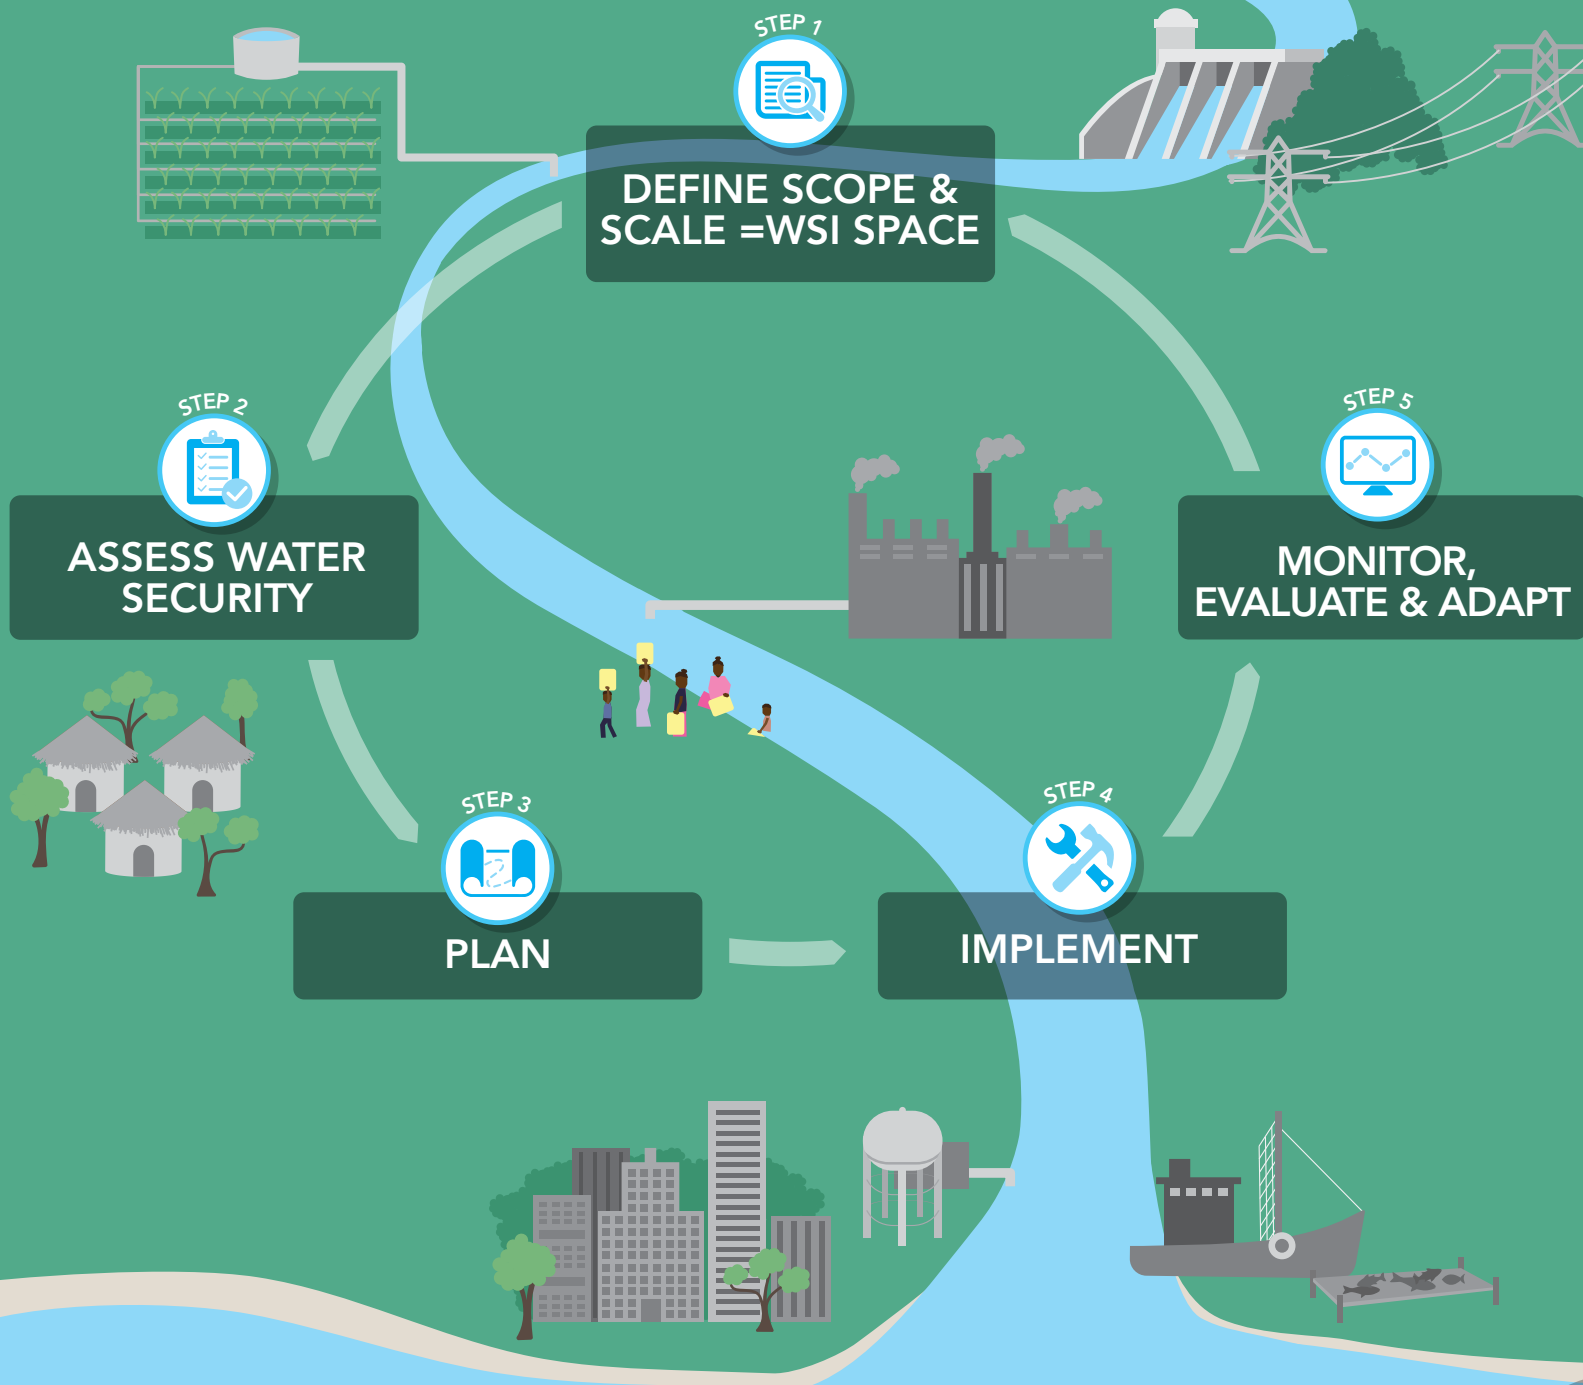 STEP 1
DEFINE SCOPE &
SCALE =WSI SPACE
STEP 2
ASSESS WATER
SECURITY
STEP 3
PLAN
STEP 4
IMPLEMENT
STEP 5
MONITOR,
EVALUATE & ADAPT